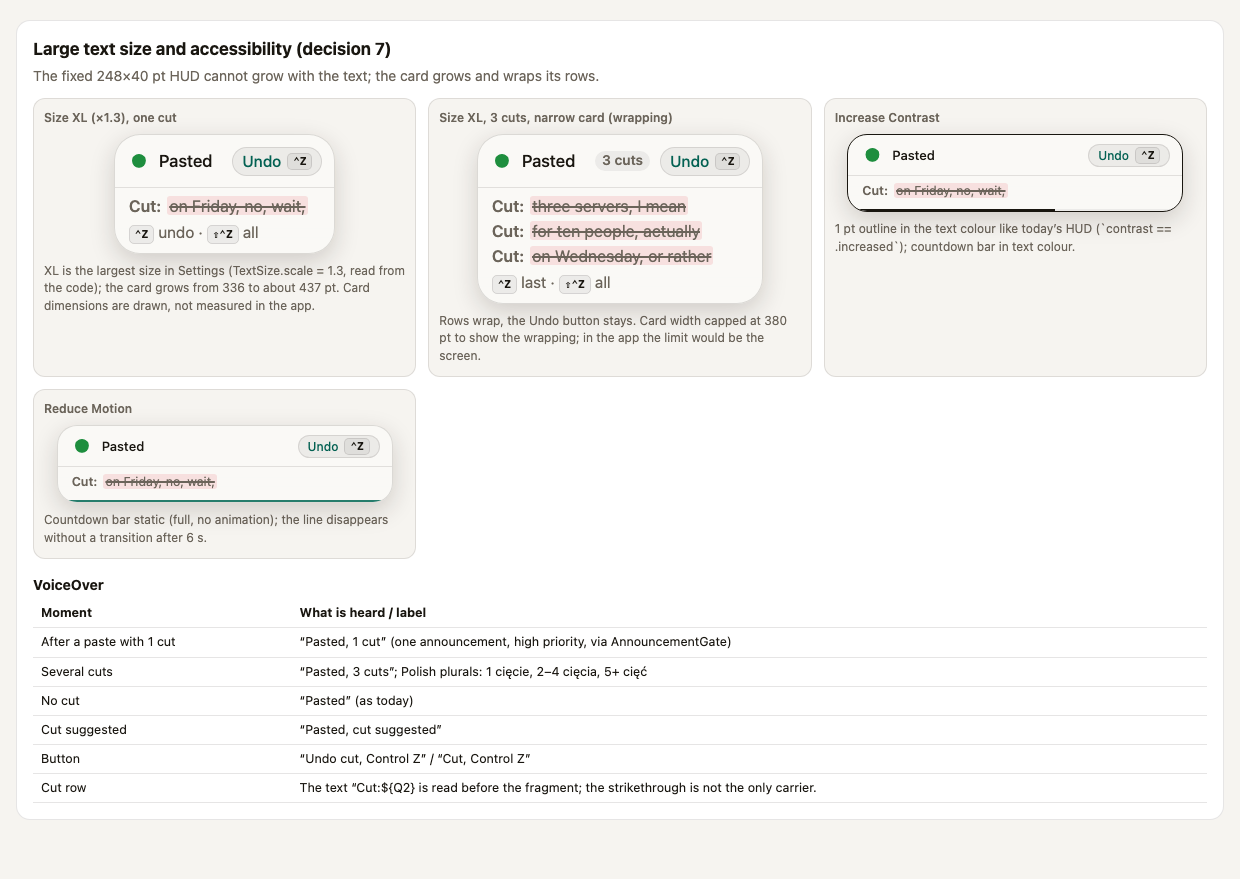 Large text size and accessibility (decision 7)
The fixed 248×40 pt HUD cannot grow with the text; the card grows and wraps its rows.
Size XL (×1.3), one cut
Pasted Undo ⌃Z
Cut: on Friday, no, wait,
⌃Z undo · ⇧⌃Z all
XL is the largest size in Settings (TextSize.scale = 1.3, read from
the code); the card grows from 336 to about 437 pt. Card
dimensions are drawn, not measured in the app.
Size XL, 3 cuts, narrow card (wrapping)
Pasted 3 cuts Undo ⌃Z
Cut: three servers, I mean
Cut: for ten people, actually
Cut: on Wednesday, or rather
⌃Z last · ⇧⌃Z all
Rows wrap, the Undo button stays. Card width capped at 380
pt to show the wrapping; in the app the limit would be the
screen.
Increase Contrast
Pasted Undo ⌃Z
Cut: on Friday, no, wait,
1 pt outline in the text colour like today’s HUD (`contrast ==
.increased`); countdown bar in text colour.
Reduce Motion
Pasted Undo ⌃Z
Cut: on Friday, no, wait,
Countdown bar static (full, no animation); the line disappears
without a transition after 6 s.
VoiceOver
Moment What is heard / label
After a paste with 1 cut “Pasted, 1 cut” (one announcement, high priority, via AnnouncementGate)
Several cuts “Pasted, 3 cuts”; Polish plurals: 1 cięcie, 2–4 cięcia, 5+ cięć
No cut “Pasted” (as today)
Cut suggested “Pasted, cut suggested”
Button “Undo cut, Control Z” / “Cut, Control Z”
Cut row The text “Cut:${Q2} is read before the fragment; the strikethrough is not the only carrier.